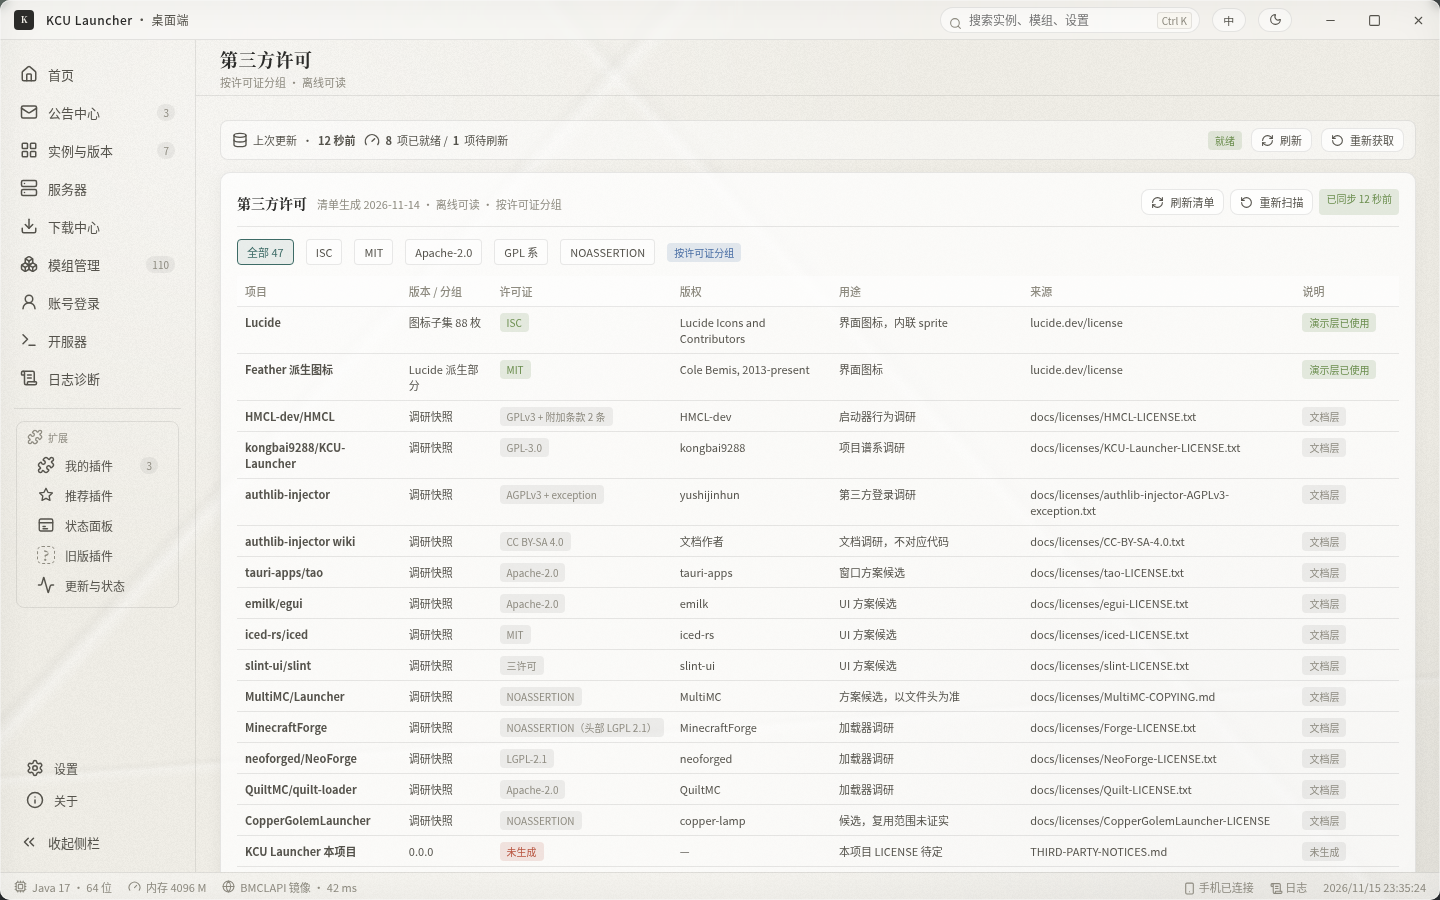 K KCU Launcher · 桌面端
搜索实例、模组、设置 Ctrl K 中
首页
公告中心 3
实例与版本 7
服务器
下载中心
模组管理 110
账号登录
开服器
日志诊断
扩展
我的插件 3
推荐插件
状态面板
旧版插件
更新与状态
设置
关于
收起侧栏
第三方许可
按许可证分组 · 离线可读
上次更新 · 12 秒前 8 项已就绪 / 1 项待刷新 就绪 刷新 重新获取
第三方许可 清单生成 2026-11-14 · 离线可读 · 按许可证分组 刷新清单 重新扫描 已同步 12 秒前
全部 47 ISC MIT Apache-2.0 GPL 系 NOASSERTION 按许可证分组
项目 版本 / 分组 许可证 版权 用途 来源 说明
Lucide 图标子集 88 枚 ISC Lucide Icons and 界面图标，内联 sprite lucide.dev/license 演示层已使用
Contributors
Feather 派生图标 Lucide 派生部 MIT Cole Bemis, 2013-present 界面图标 lucide.dev/license 演示层已使用
分
HMCL-dev/HMCL 调研快照 GPLv3 + 附加条款 2 条 HMCL-dev 启动器行为调研 docs/licenses/HMCL-LICENSE.txt 文档层
kongbai9288/KCU- 调研快照 GPL-3.0 kongbai9288 项目谱系调研 docs/licenses/KCU-Launcher-LICENSE.txt 文档层
Launcher
authlib-injector 调研快照 AGPLv3 + exception yushijinhun 第三方登录调研 docs/licenses/authlib-injector-AGPLv3- 文档层
exception.txt
authlib-injector wiki 调研快照 CC BY-SA 4.0 文档作者 文档调研，不对应代码 docs/licenses/CC-BY-SA-4.0.txt 文档层
tauri-apps/tao 调研快照 Apache-2.0 tauri-apps 窗口方案候选 docs/licenses/tao-LICENSE.txt 文档层
emilk/egui 调研快照 Apache-2.0 emilk UI 方案候选 docs/licenses/egui-LICENSE.txt 文档层
iced-rs/iced 调研快照 MIT iced-rs UI 方案候选 docs/licenses/iced-LICENSE.txt 文档层
slint-ui/slint 调研快照 三许可 slint-ui UI 方案候选 docs/licenses/slint-LICENSE.txt 文档层
MultiMC/Launcher 调研快照 NOASSERTION MultiMC 方案候选，以文件头为准 docs/licenses/MultiMC-COPYING.md 文档层
MinecraftForge 调研快照 NOASSERTION（头部 LGPL 2.1） MinecraftForge 加载器调研 docs/licenses/Forge-LICENSE.txt 文档层
neoforged/NeoForge 调研快照 LGPL-2.1 neoforged 加载器调研 docs/licenses/NeoForge-LICENSE.txt 文档层
QuiltMC/quilt-loader 调研快照 Apache-2.0 QuiltMC 加载器调研 docs/licenses/Quilt-LICENSE.txt 文档层
CopperGolemLauncher 调研快照 NOASSERTION copper-lamp 候选，复用范围未证实 docs/licenses/CopperGolemLauncher-LICENSE 文档层
KCU Launcher 本项目 0.0.0 未生成 — 本项目 LICENSE 待定 THIRD-PARTY-NOTICES.md 未生成
Java 17 · 64 位 内存 4096 M BMCLAPI 镜像 · 42 ms 手机已连接 日志 2026/11/15 23:35:24